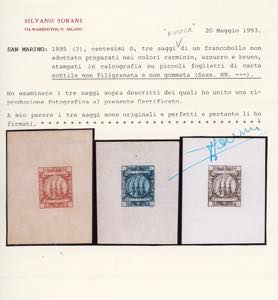 SILVANO SORANI
VIA WASHINGTON, 79 MILANO
20 Maggio 1993.
SAN MARINO: 1895 (?), centesimi 0, tre saggi di un francobollo non
adottato preparati nei colori carminio, azzurro e bruno,
stampati in calcografia su piccoli foglietti di carta
sottile non filigranata e non gommata (Sass. NN. ---).
Ho esaminato i tre saggi sopra descritti dei quali ho unito una ri-
produzione fotografica al presente Certificato.
A mio parere i tre saggi sono originali e perfetti e pertanto li ho
firmati.